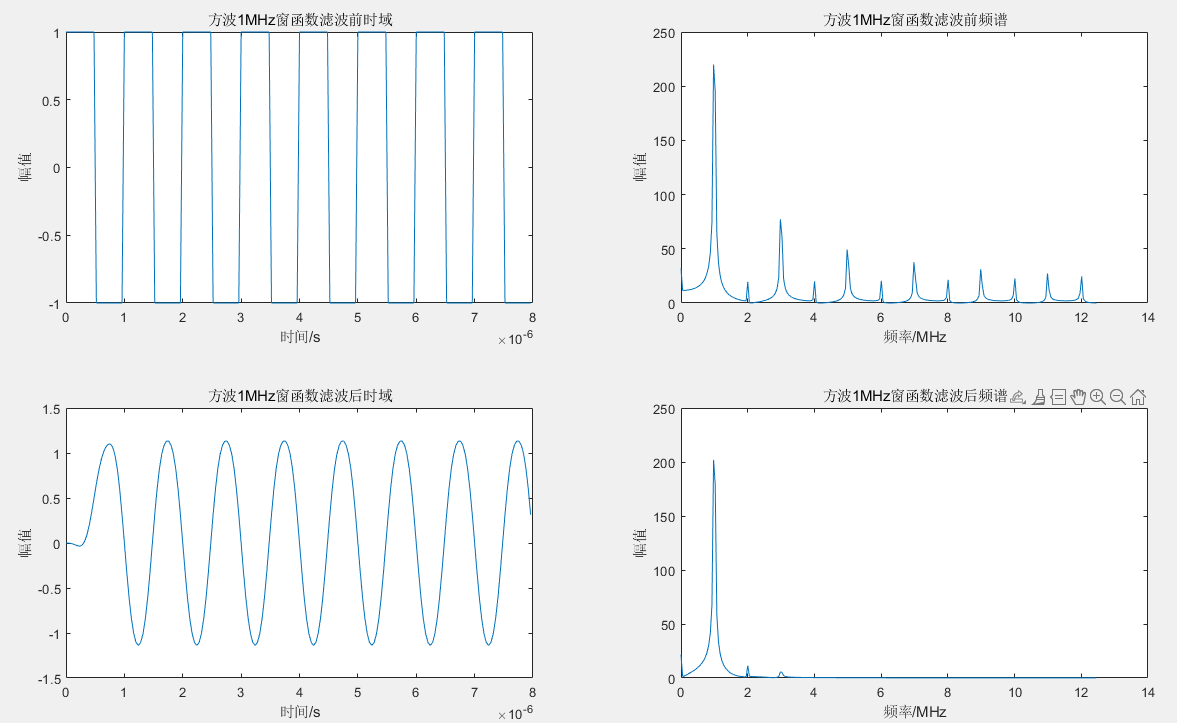 方波1MHz窗函数滤波前时域
1
0.5
0
-0.5
-1
幅值
0 1 2 3 4 5 6 7 8
时间/s
×10-6
方波1MHz窗函数滤波前频谱
250
200
150
100
50
0
幅值
0 2 4 6 8 10 12 14
频率/MHz
方波1MHz窗函数滤波后时域
1.5
1
0.5
0
-0.5
-1
-1.5
幅值
0 1 2 3 4 5 6 7 8
时间/s
×10-6
方波1MHz窗函数滤波后频谱
250
200
150
100
50
0
幅值
0 2 4 6 8 10 12 14
频率/MHz